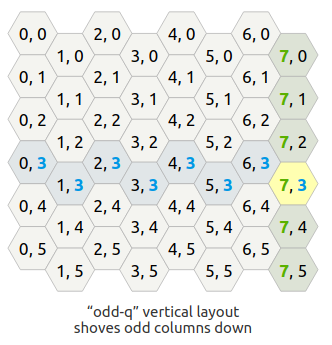 0, 0 2, 0 4, 0 6, 0
1, 0 3, 0 5, 0 7, 0
0, 1 2, 1 4, 1 6, 1
1, 1 3, 1 5, 1 7, 1
0, 2 2, 2 4, 2 6, 2
1, 2 3, 2 5, 2 7, 2
0, 3 2, 3 4, 3 6, 3
1, 3 3, 3 5, 3 7, 3
0, 4 2, 4 4, 4 6, 4
1, 4 3, 4 5, 4 7, 4
0, 5 2, 5 4, 5 6, 5
1, 5 3, 5 5, 5 7, 5
“odd-q” vertical layout
shoves odd columns down